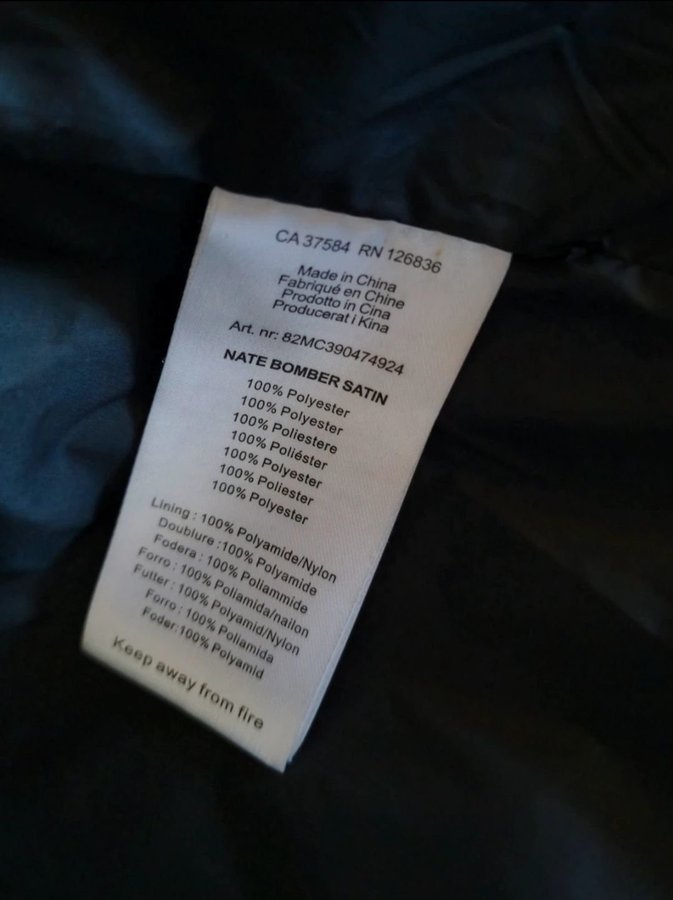 CA 37584 RN 126836
Made in China
Fabriqué en Chine
Prodotto in Cina
Producerat i Kina
Art. nr: 82MC390474924
NATE BOMBER SATIN
100% Polyester
100% Polyester
100% Poliestere
100% Poliéster
100% Polyester
100% Poliester
100% Polyester
Lining : 100% Polyamide/Nylon
Doublure :100% Polyamide
Fodera : 100% Poliammide
Forro : 100% Poliamida/nailon
Futter : 100% Polyamid/Nylon
Forro : 100% Poliamida
Foder:100% Polyamid
Keep away from fire